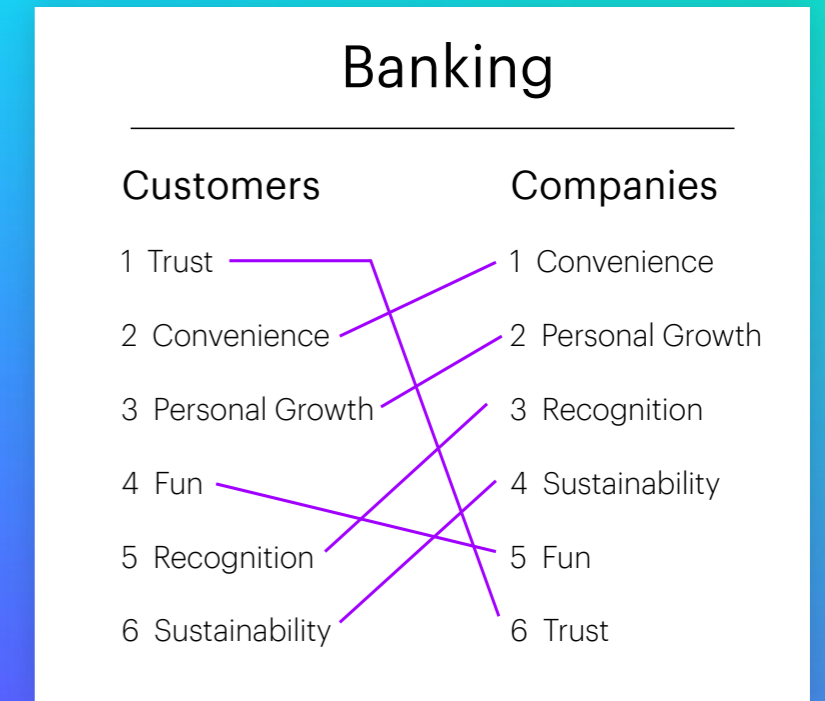 Banking
Customers Companies
1 Trust 1 Convenience
2 Convenience 2 Personal Growth
3 Personal Growth 3 Recognition
4 Fun 4 Sustainability
5 Recognition 5 Fun
6 Sustainability 6 Trust